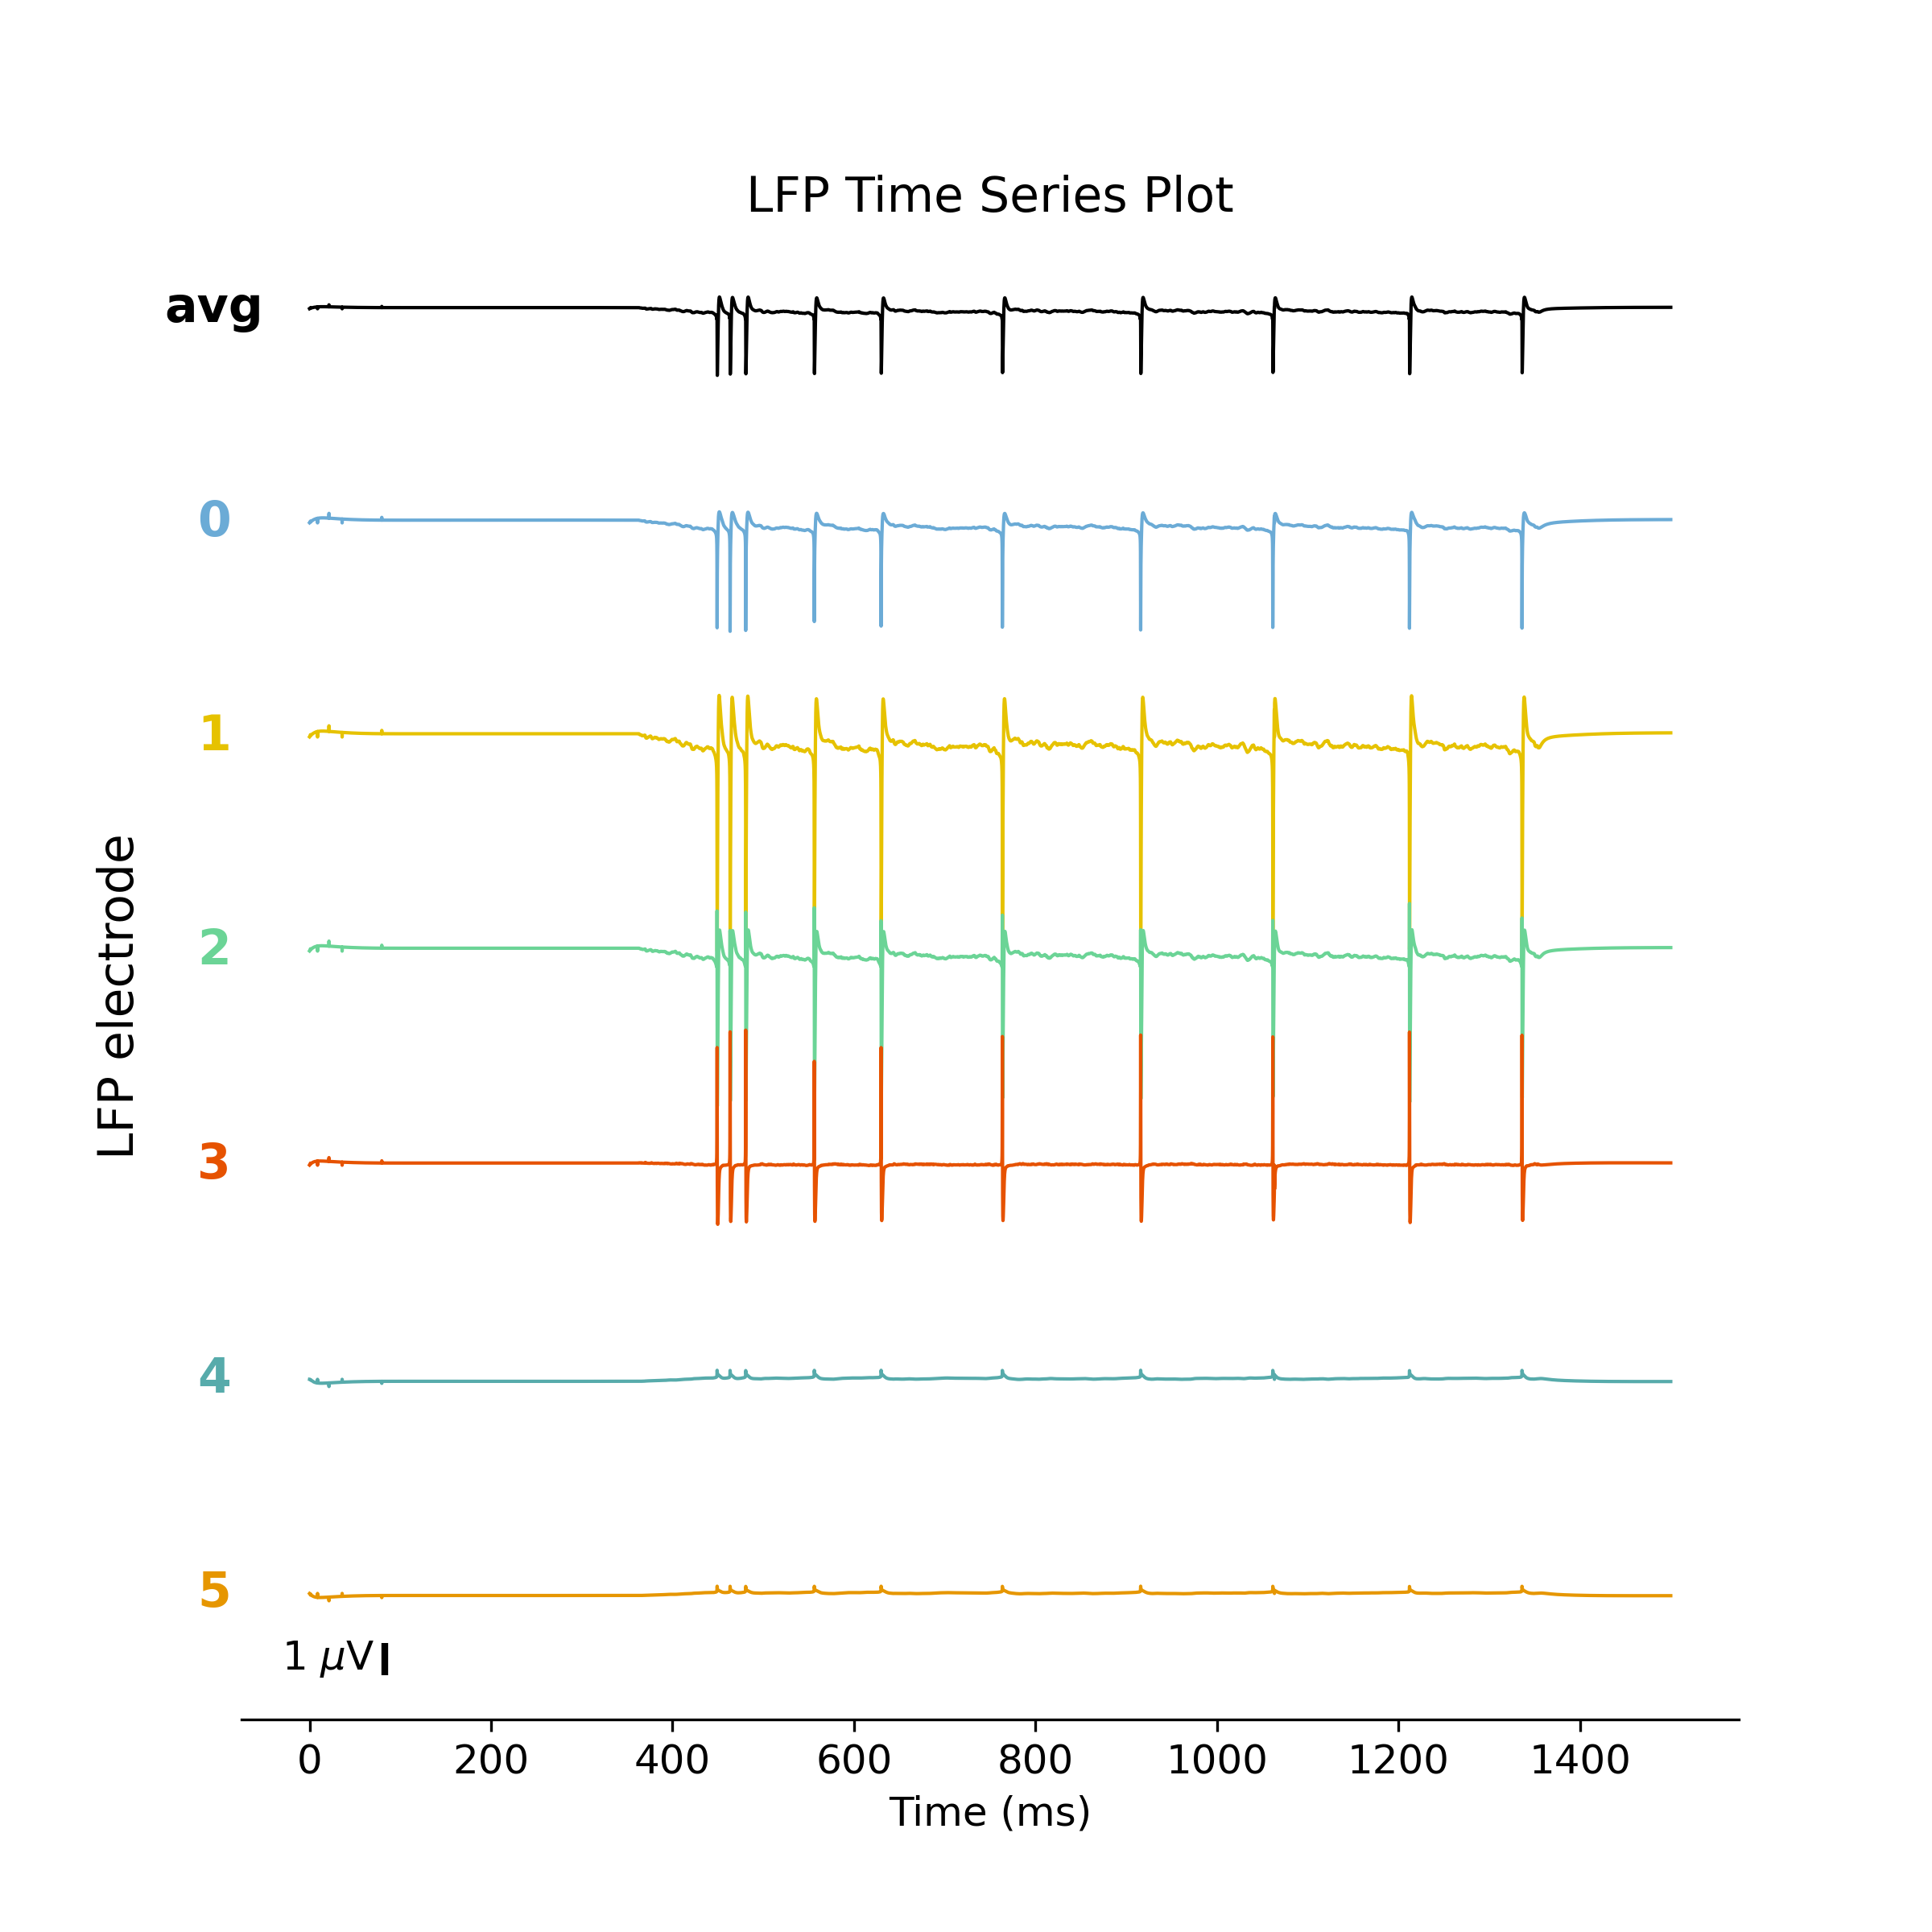 LFP Time Series Plot
avg
0
1
2
LFP electrode
3
4
5
1 μV
0 200 400 600 800 1000 1200 1400
Time (ms)